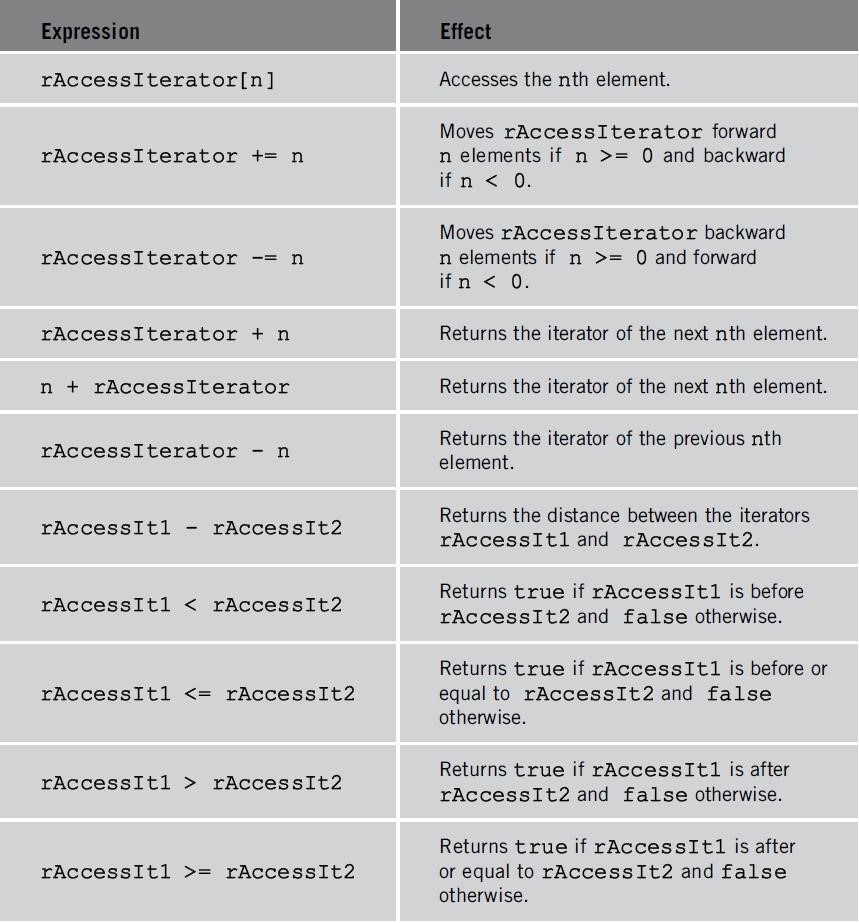 Expression Effect
rAccessIterator[n] Accesses the nth element.
Moves rAccessIterator forward
rAccessIterator += n n elements if n >= 0 and backward
if n < 0.
Moves rAccessIterator backward
rAccessIterator -= n n elements if n >= 0 and forward
if n < 0.
rAccessIterator + n Returns the iterator of the next nth element.
n + rAccessIterator Returns the iterator of the next nth element.
rAccessIterator - n Returns the iterator of the previous nth
element.
rAccessIt1 - rAccessIt2 Returns the distance between the iterators
rAccessIt1 and rAccessIt2.
rAccessIt1 < rAccessIt2 Returns true if rAccessIt1 is before
rAccessIt2 and false otherwise.
Returns true if rAccessIt1 is before or
rAccessIt1 <= rAccessIt2 equal to rAccessIt2 and false
otherwise.
rAccessIt1 > rAccessIt2 Returns true if rAccessIt1 is after
rAccessIt2 and false otherwise.
Returns true if rAccessIt1 is after
rAccessIt1 >= rAccessIt2 or equal to rAccessIt2 and false
otherwise.